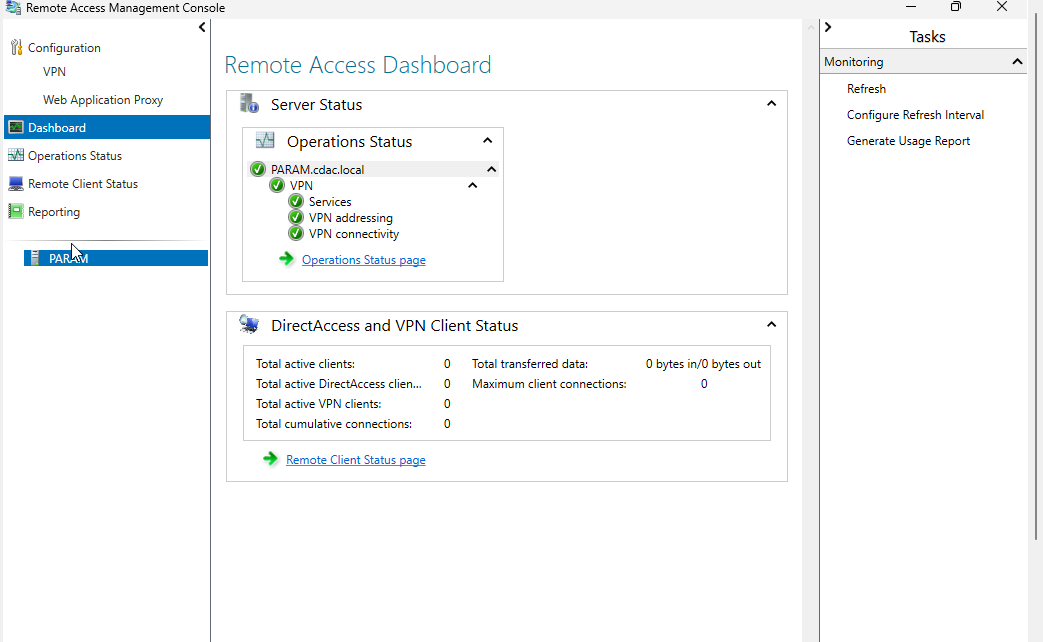 Remote Access Management Console
Configuration
VPN
Web Application Proxy
Dashboard
Operations Status
Remote Client Status
Reporting
PARAM
Remote Access Dashboard
Server Status
Operations Status
PARAM.cdac.local
VPN
Services
VPN addressing
VPN connectivity
Operations Status page
DirectAccess and VPN Client Status
Total active clients: 0 Total transferred data: 0 bytes in/0 bytes out
Total active DirectAccess clien... 0 Maximum client connections: 0
Total active VPN clients: 0
Total cumulative connections: 0
Remote Client Status page
Tasks
Monitoring
Refresh
Configure Refresh Interval
Generate Usage Report